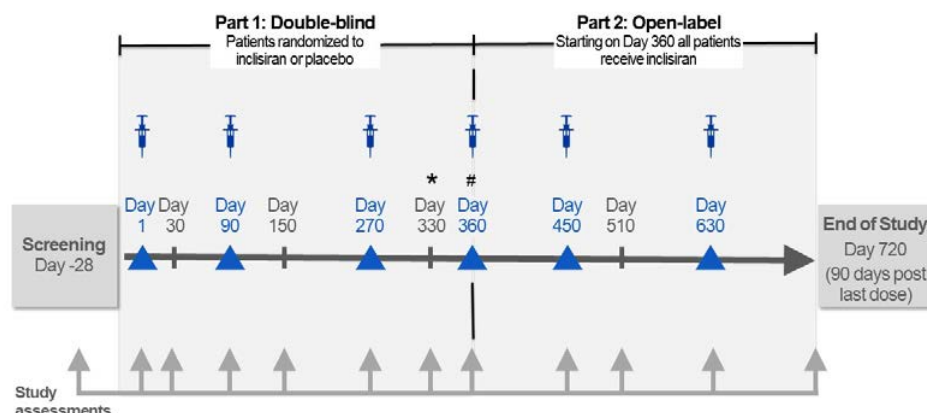 Part 1: Double-blind
Patients randomized to
inclisiran or placebo
Part 2: Open-label
Starting on Day 360 all patients
receive inclisiran
* #
Day Day Day Day Day Day Day Day Day Day
1 30 90 150 270 330 360 450 510 630
Screening
Day -28
End of Study
Day 720
(90 days post
last dose)
Study
assessments